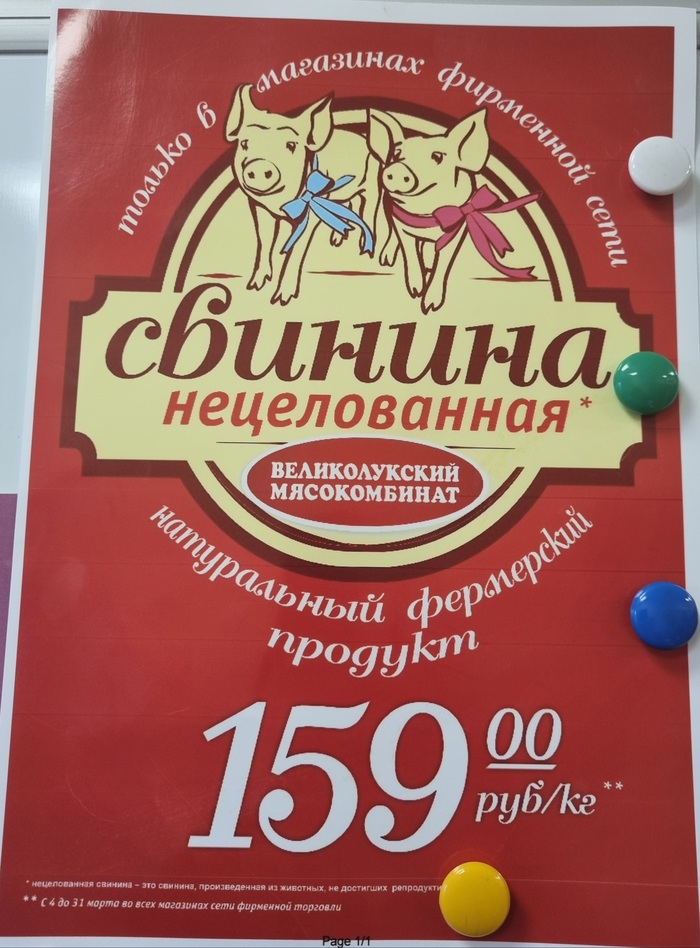 только в магазинах фирменной сети
свинина
нецелованная*
ВЕЛИКОЛУКСКИЙ
МЯСОКОМБИНАТ
натуральный фермерский
продукт
159 00
руб/кг**
* нецелованная свинина – это свинина, произведенная из животных, не достигших
** С 4 до 31 марта во всех магазинах сети фирменной торговли
Page 1/1